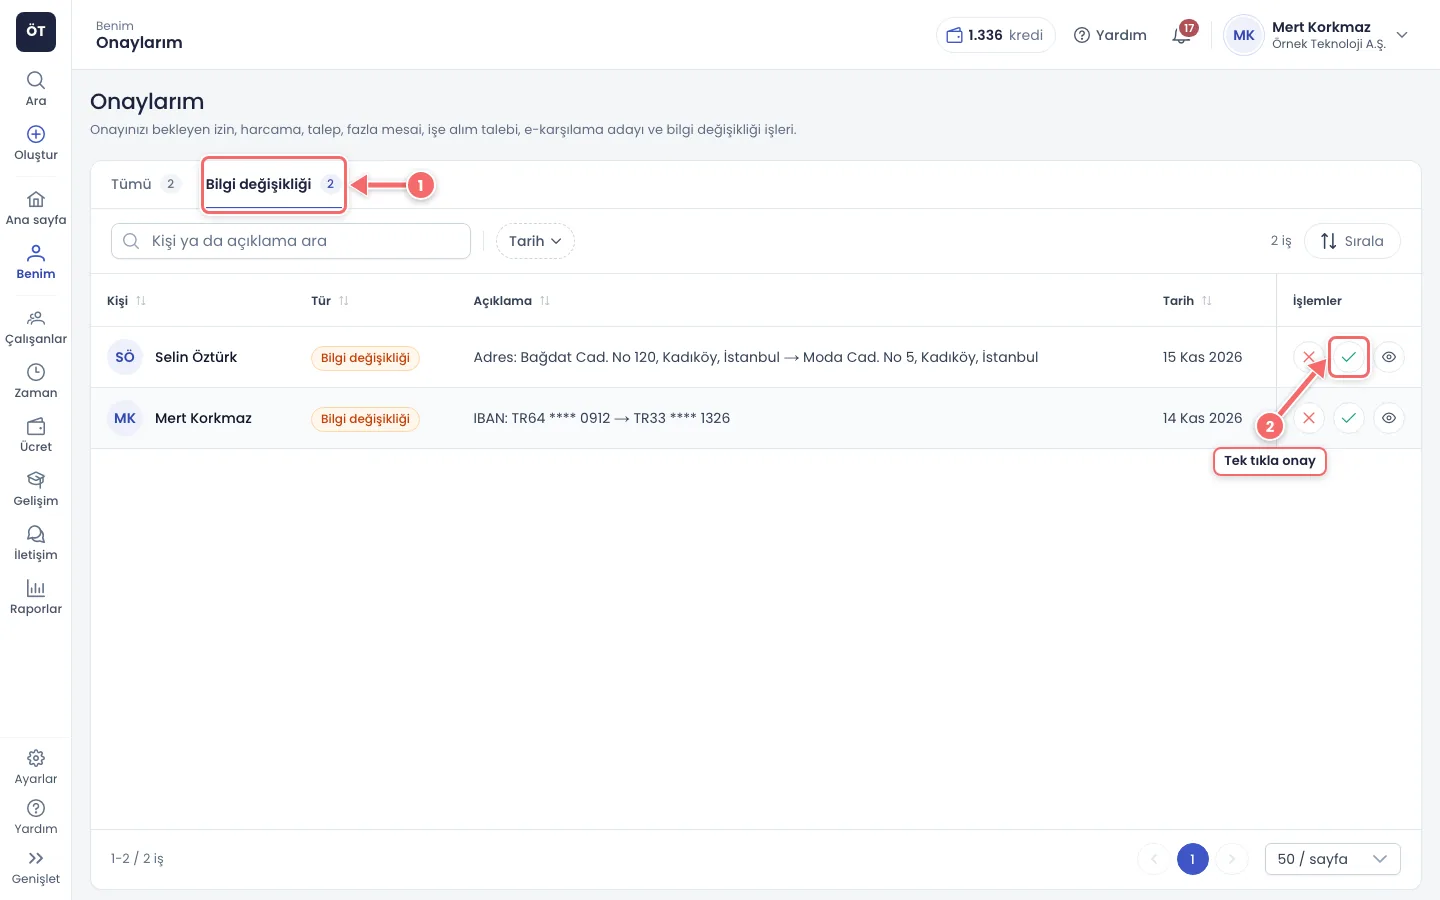 ÖT
Ara
Oluştur
Ana sayfa
Benim
Çalışanlar
Zaman
Ücret
Gelişim
İletişim
Raporlar
Ayarlar
Yardım
Genişlet
Benim
Onaylarım
1.336 kredi
Yardım
17
MK
Mert Korkmaz
Örnek Teknoloji A.Ş.
Onaylarım
Onayınızı bekleyen izin, harcama, talep, fazla mesai, işe alım talebi, e-karşılama adayı ve bilgi değişikliği işleri.
Tümü 2
Bilgi değişikliği 2
1
Kişi ya da açıklama ara
Tarih
2 iş
Sırala
Kişi Tür Açıklama Tarih İşlemler
SÖ Selin Öztürk Bilgi değişikliği Adres: Bağdat Cad. No 120, Kadıköy, İstanbul → Moda Cad. No 5, Kadıköy, İstanbul 15 Kas 2026
MK Mert Korkmaz Bilgi değişikliği IBAN: TR64 **** 0912 → TR33 **** 1326 14 Kas 2026
2
Tek tıkla onay
1-2 / 2 iş
1
50 / sayfa